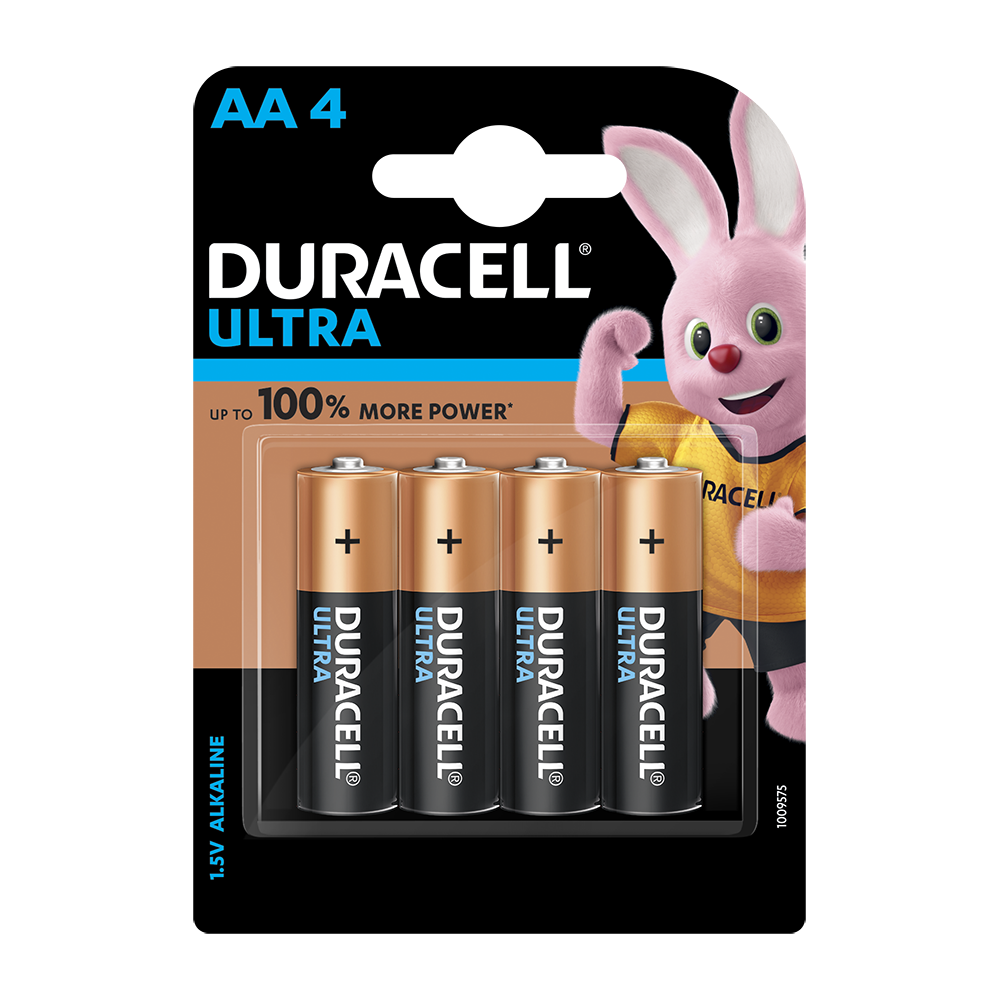 AA 4
DURACELL®
ULTRA
UP TO 100% MORE POWER*
RACELL
+
+
+
+
DURACELL®
ULTRA
DURACELL®
ULTRA
DURACELL®
ULTRA
DURACELL®
ULTRA
1.5V ALKALINE
1009575